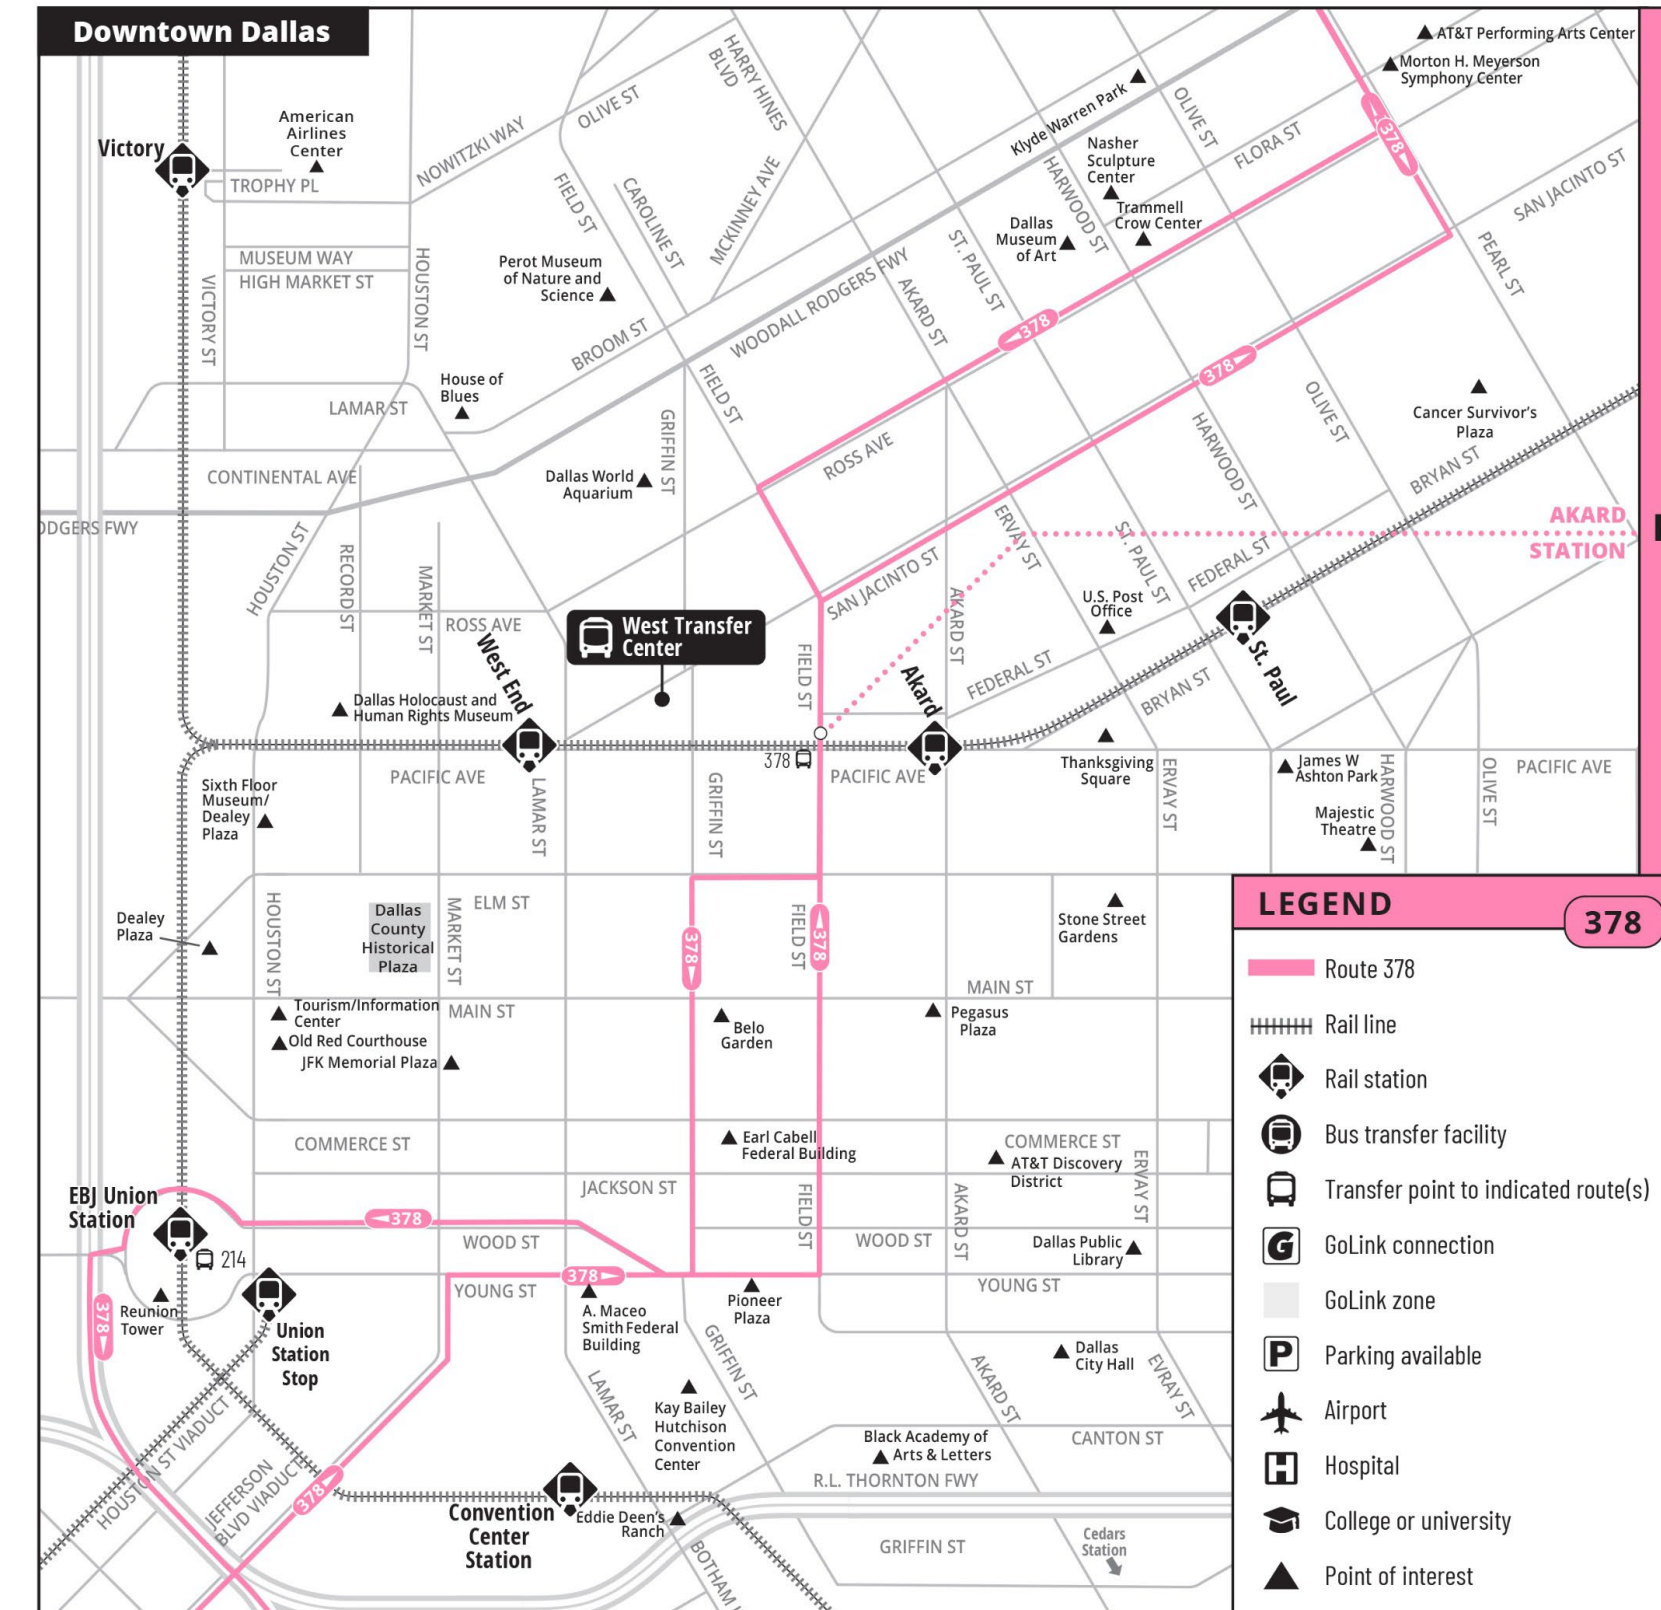 Downtown Dallas
AT&T Performing Arts Center
Morton H. Meyerson
Symphony Center
HARRY HINES
BLVD
OLIVE ST
Klyde Warren Park
OLIVE ST
American
Airlines
Center
Victory
TROPHY PL
NOWITZKI WAY
FLORA ST
Nasher
Sculpture
Center
378
SAN JACINTO ST
FIELD ST
CAROLINE ST
MCKINNEY AVE
HARWOOD ST
Trammell
Crow Center
Dallas
Museum
of Art
MUSEUM WAY
HIGH MARKET ST
VICTORY ST
HOUSTON ST
Perot Museum
of Nature and
Science
BROOM ST
WOODALL RODGERS FWY
AKARD ST
ST. PAUL ST
PEARL ST
378
378
House of
Blues
LAMAR ST
FIELD ST
GRIFFIN ST
ROSS AVE
HARWOOD ST
OLIVE ST
Cancer Survivor's
Plaza
BRYAN ST
CONTINENTAL AVE
Dallas World
Aquarium
ODGERS FWY
HOUSTON ST
RECORD ST
MARKET ST
ROSS AVE
ERVAY ST
ST. PAUL ST
FEDERAL ST
AKARD
STATION
SAN JACINTO ST
AKARD ST
U.S. Post
Office
West Transfer
Center
West End
FIELD ST
Akard
FEDERAL ST
BRYAN ST
St. Paul
Dallas Holocaust and
Human Rights Museum
378
PACIFIC AVE
PACIFIC AVE
Thanksgiving
Square
ERVAY ST
James W
Ashton Park
HARWOOD ST
OLIVE ST
PACIFIC AVE
Sixth Floor
Museum/
Dealey
Plaza
LAMAR ST
GRIFFIN ST
Majestic
Theatre
Dealey
Plaza
HOUSTON ST
Dallas
County
Historical
Plaza
MARKET ST
ELM ST
378
FIELD ST
378
Stone Street
Gardens
MAIN ST
Tourism/Information
Center
Old Red Courthouse
JFK Memorial Plaza
MAIN ST
Belo
Garden
Pegasus
Plaza
COMMERCE ST
Earl Cabell
Federal Building
COMMERCE ST
AT&T Discovery
District
ERVAY ST
JACKSON ST
FIELD ST
AKARD ST
EBJ Union
Station
378
WOOD ST
WOOD ST
Dallas Public
Library
214
378
YOUNG ST
YOUNG ST
Reunion
Tower
378
Union
Station
Stop
A. Maceo
Smith Federal
Building
Pioneer
Plaza
GRIFFIN ST
Dallas
City Hall
AKARD ST
EVRAY ST
LAMAR ST
Kay Bailey
Hutchison
Convention
Center
HOUSTON ST VIADUCT
JEFFERSON
BLVD VIADUCT
378
Black Academy of
Arts & Letters
CANTON ST
R.L. THORNTON FWY
Convention
Center
Station
Eddie Deen's
Ranch
GRIFFIN ST
Cedars
Station
BOTHAM
LEGEND
378
Route 378
Rail line
Rail station
Bus transfer facility
Transfer point to indicated route(s)
G GoLink connection
GoLink zone
P Parking available
Airport
H Hospital
College or university
Point of interest